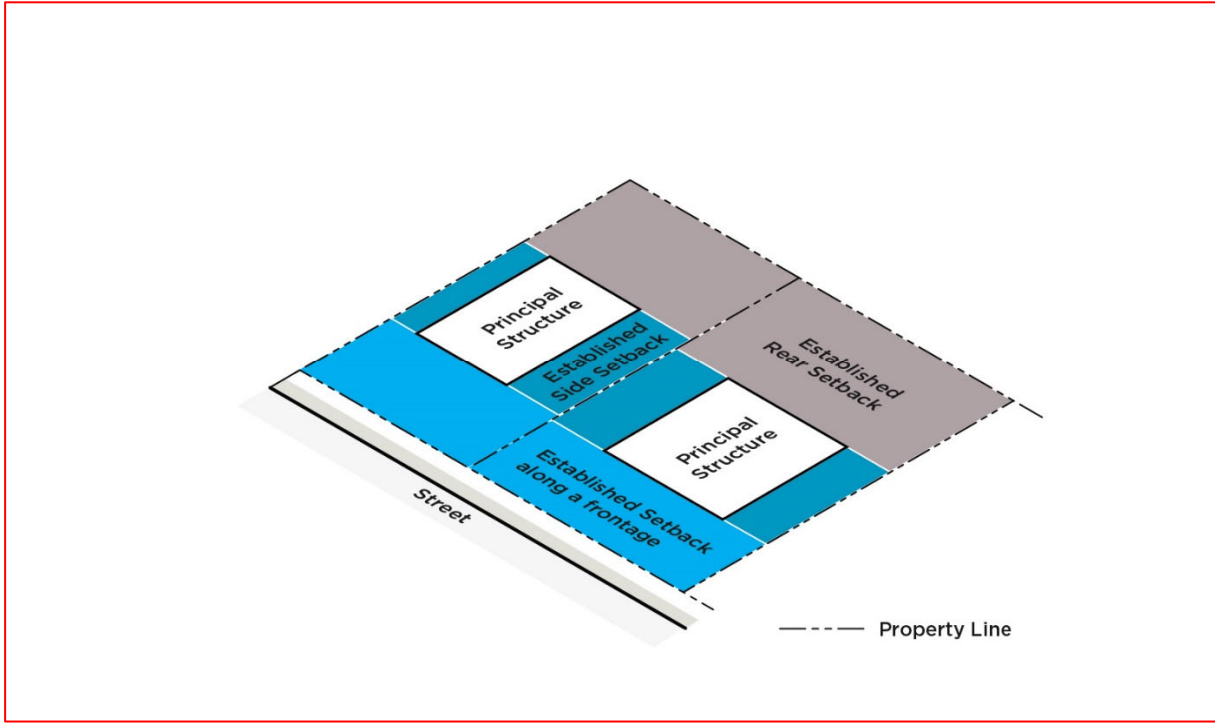 Principal
Structure
Established
Side Setback
Established
Rear Setback
Principal
Structure
Established Setback
along a frontage
Street
Property Line